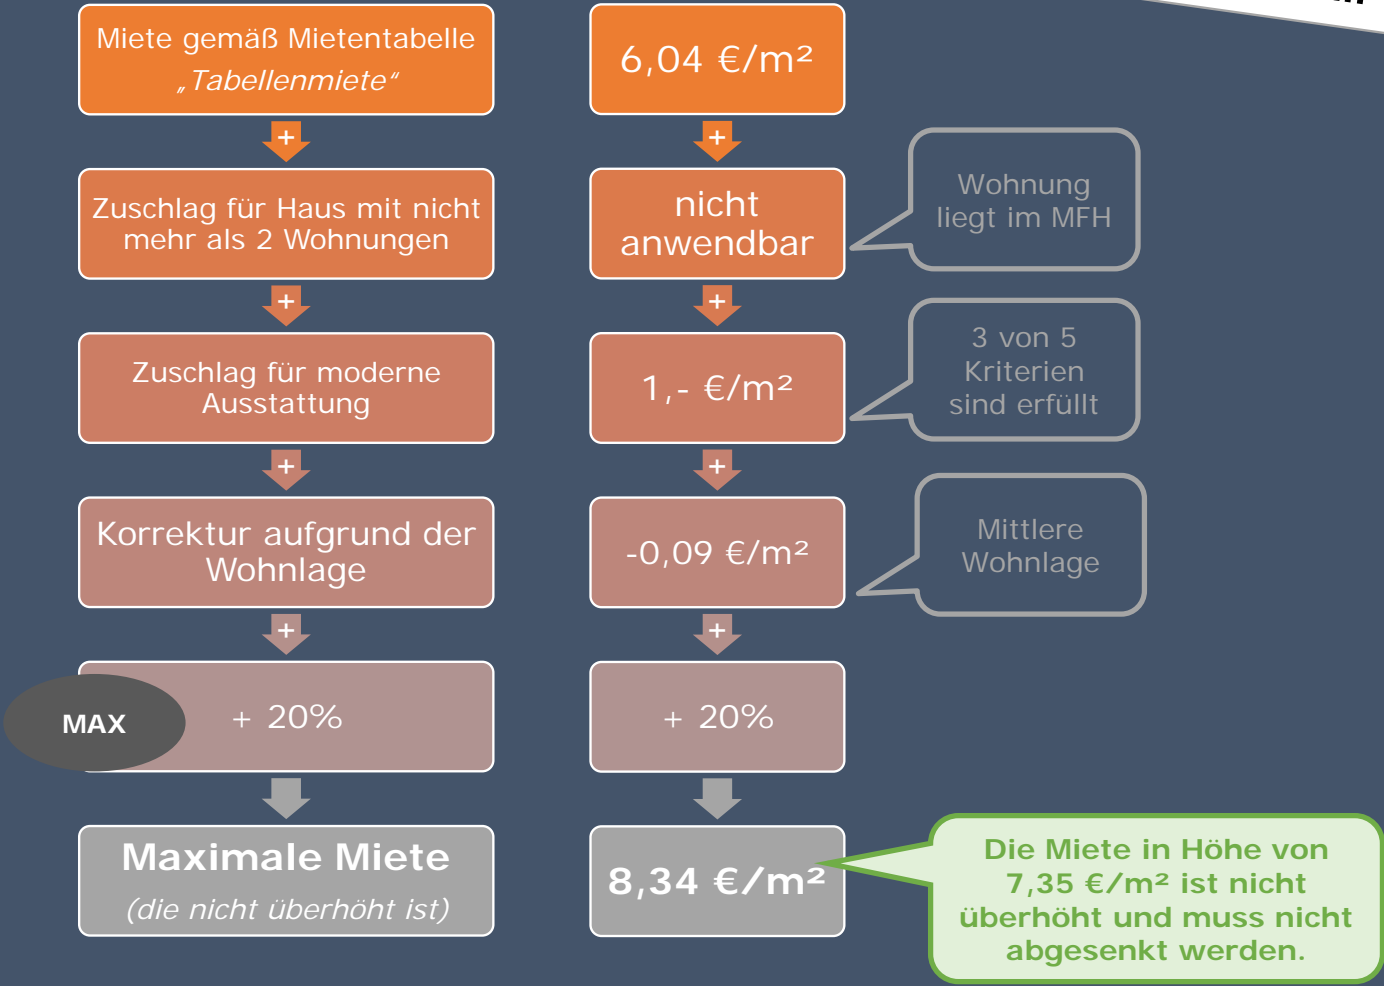 Miete gemäß Mietentabelle
„Tabellenmiete“
6,04 €/m²
+
+
Zuschlag für Haus mit nicht
mehr als 2 Wohnungen
nicht
anwendbar
Wohnung
liegt im MFH
+
+
Zuschlag für moderne
Ausstattung
1,- €/m²
3 von 5
Kriterien
sind erfüllt
+
+
Korrektur aufgrund der
Wohnlage
-0,09 €/m²
Mittlere
Wohnlage
+
+
MAX
+ 20%
+ 20%
Maximale Miete
(die nicht überhöht ist)
8,34 €/m²
Die Miete in Höhe von
7,35 €/m² ist nicht
überhöht und muss nicht
abgesenkt werden.